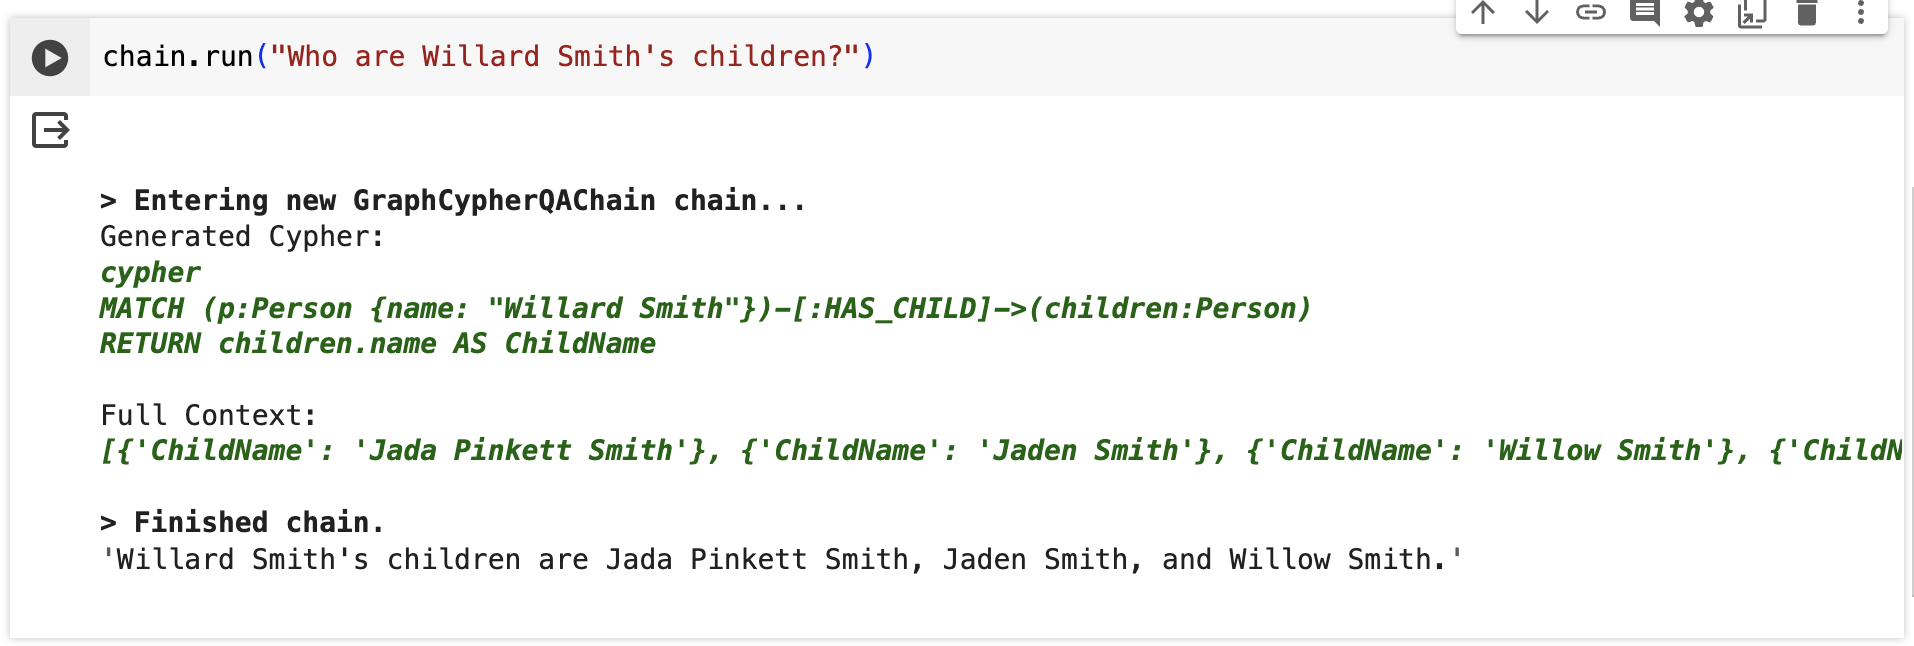 chain.run("Who are Willard Smith's children?")
> Entering new GraphCypherQAChain chain...
Generated Cypher:
cypher
MATCH (p:Person {name: "Willard Smith"})-[:HAS_CHILD]->(children:Person)
RETURN children.name AS ChildName
Full Context:
[{'ChildName': 'Jada Pinkett Smith'}, {'ChildName': 'Jaden Smith'}, {'ChildName': 'Willow Smith'}, {'ChildN
> Finished chain.
'Willard Smith's children are Jada Pinkett Smith, Jaden Smith, and Willow Smith.'